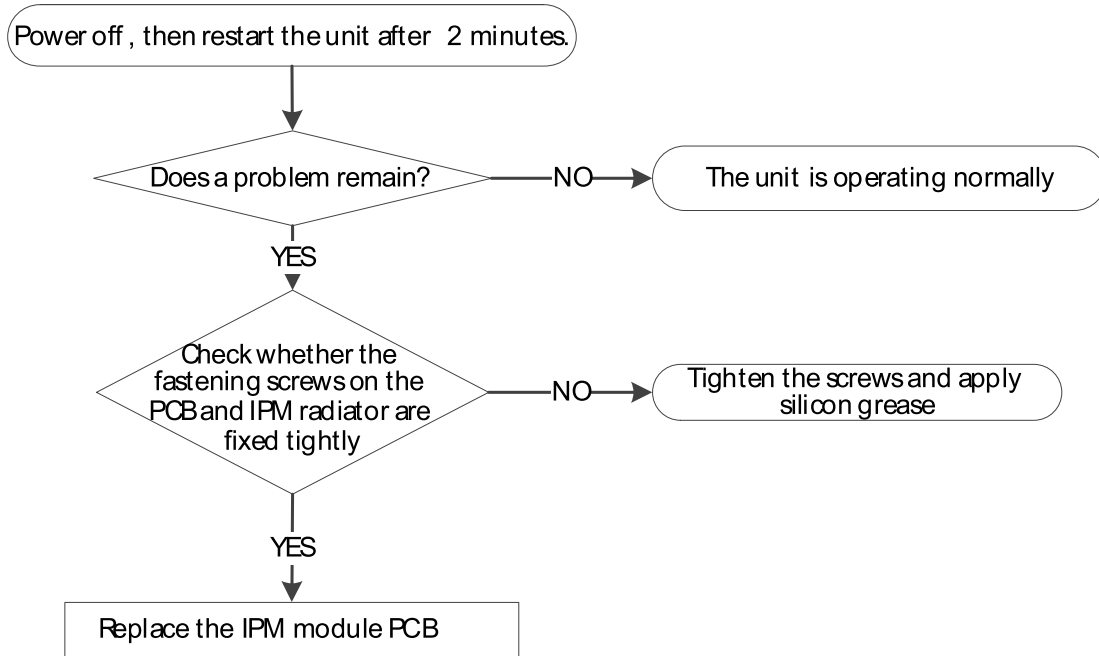 Power off, then restart the unit after 2 minutes.
Does a problem remain?
NO
The unit is operating normally
YES
Check whether the
fastening screws on the
PCB and IPM radiator are
fixed tightly
NO
Tighten the screws and apply
silicon grease
YES
Replace the IPM module PCB